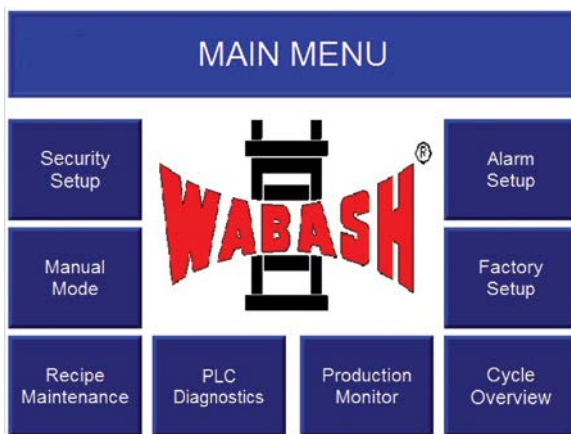 MAIN MENU
Security
Setup
WABASH
®
Alarm
Setup
Manual
Mode
Factory
Setup
Recipe
Maintenance
PLC
Diagnostics
Production
Monitor
Cycle
Overview